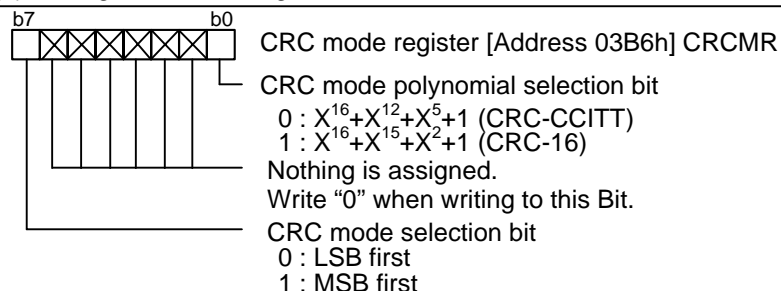 b7 b0
CRC mode register [Address 03B6h] CRCMR
CRC mode polynomial selection bit
0 : X¹⁶+X¹²+X⁵+1 (CRC-CCITT)
1 : X¹⁶+X¹⁵+X²+1 (CRC-16)
Nothing is assigned.
Write “0” when writing to this Bit.
CRC mode selection bit
0 : LSB first
1 : MSB first